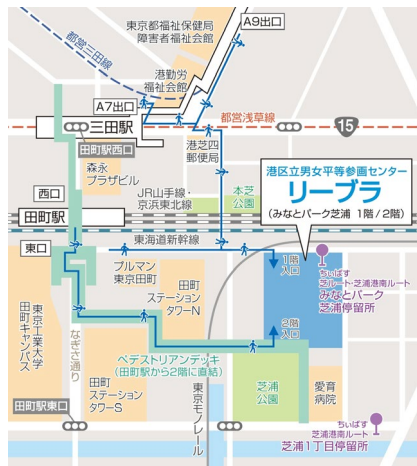 A9出口
東京都福祉保健局
障害者福祉会館
都営三田線
港勤労
福祉会館
A7出口
三田駅
都営浅草線
15
田町駅西口
港芝四
郵便局
森永
プラザビル
港区立男女平等参画センター
リーブラ
(みなとパーク芝浦 1階/2階)
西口
JR山手線・
京浜東北線
本芝
公園
田町駅
東海道新幹線
東口
プルマン
東京田町
1階
入口
ちぃばす
芝ルート・芝浦港南ルート
みなとパーク
芝浦停留所
田町
ステーション
タワーN
東京工業大学
田町キャンパス
なぎさ通り
2階
入口
ペデストリアンデッキ
(田町駅から2階に直結)
田町
ステーション
タワーS
東京モノレール
芝浦
公園
愛育
病院
田町駅東口
ちぃばす
芝浦港南ルート
芝浦1丁目停留所